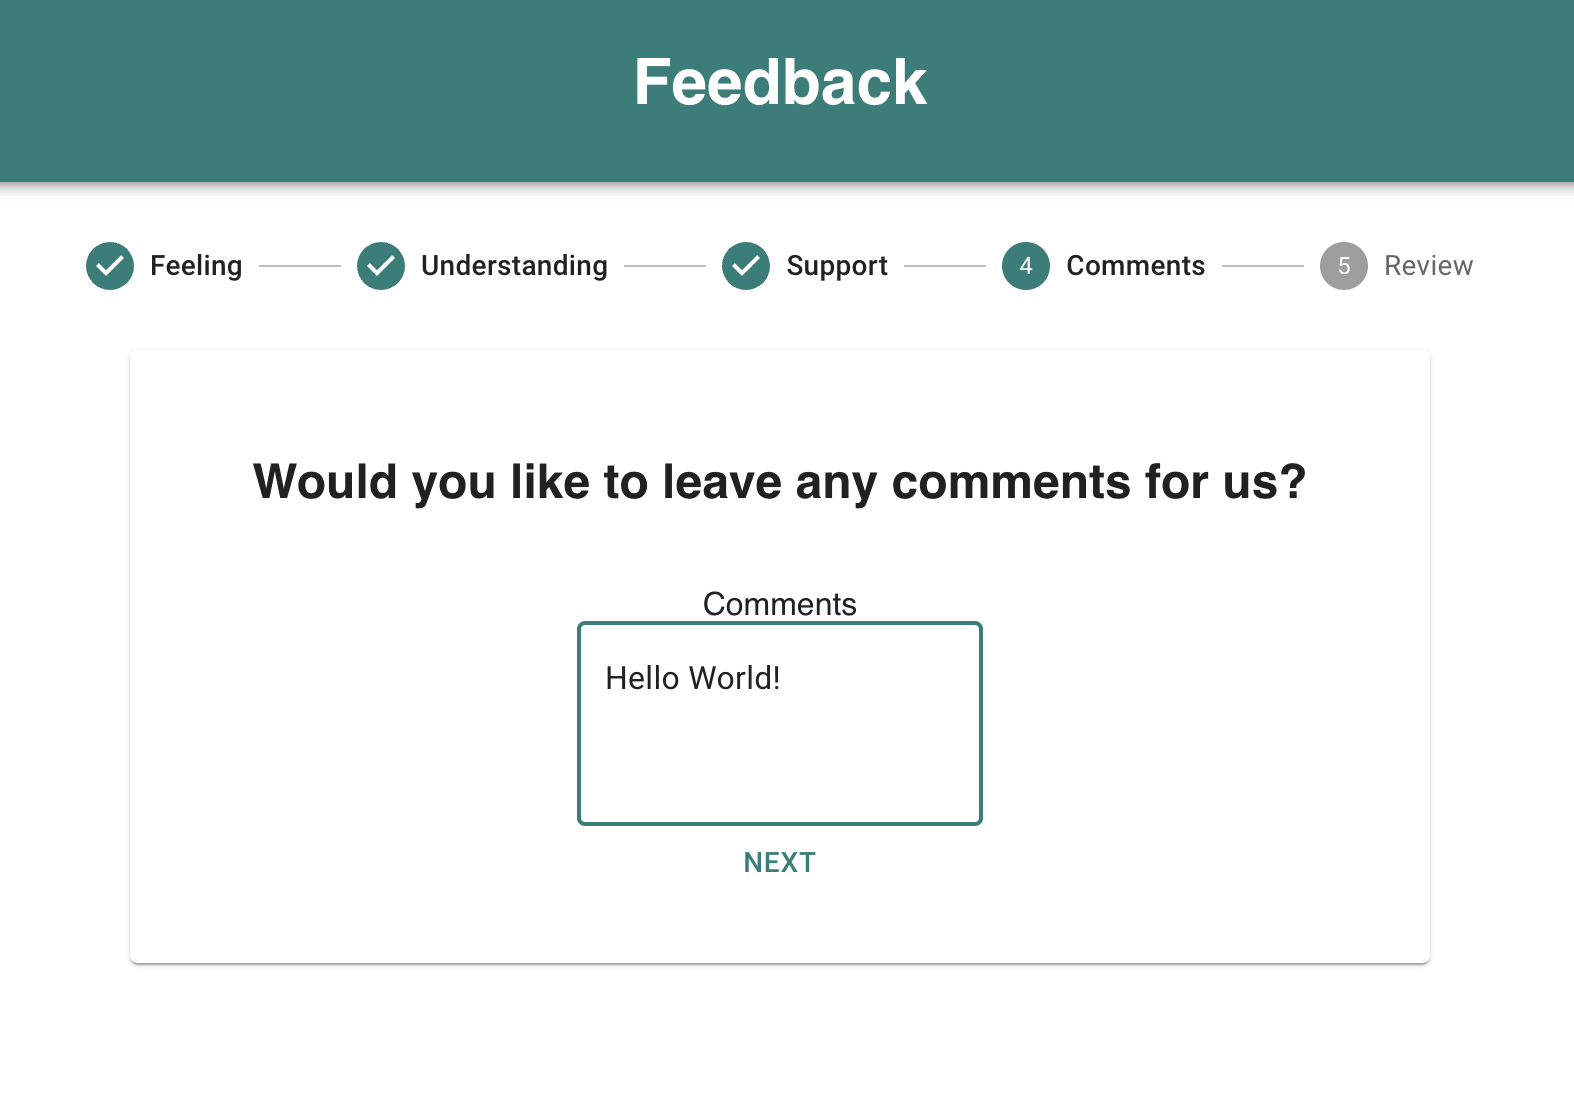 Feedback
Feeling Understanding Support 4 Comments 5 Review
Would you like to leave any comments for us?
Comments
Hello World!
NEXT